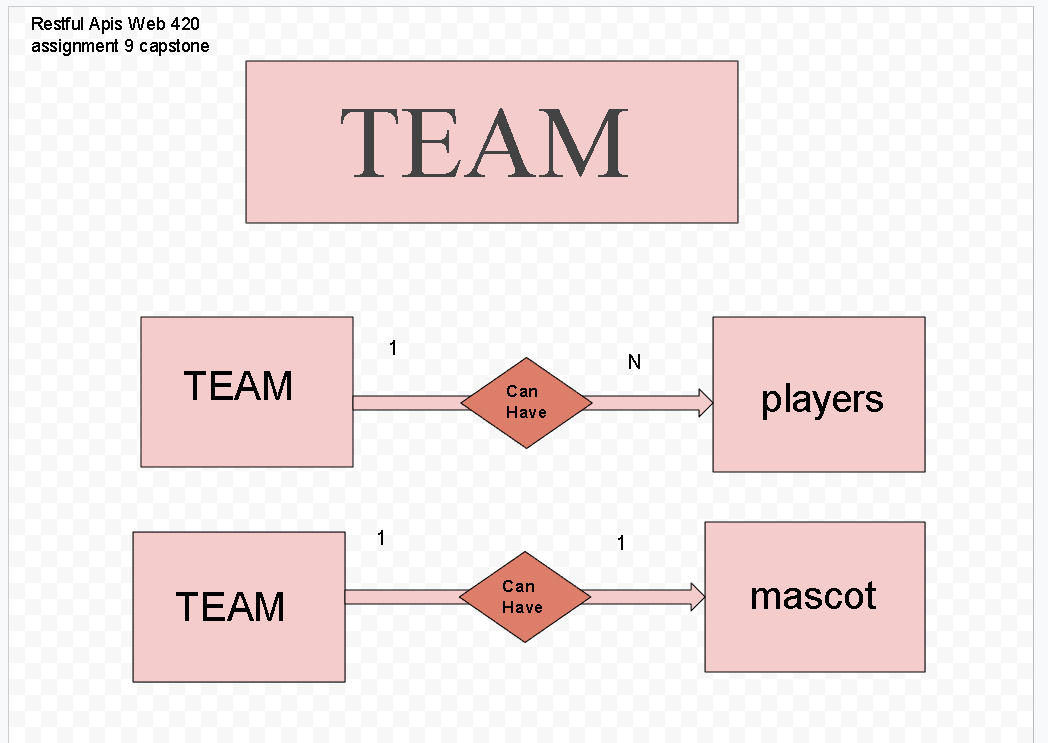 Restful Apis Web 420
assignment 9 capstone
TEAM
TEAM
1
Can
Have
N
players
TEAM
1
Can
Have
1
mascot